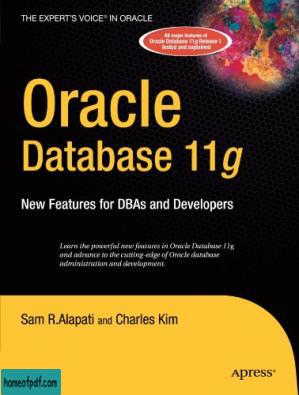 THE EXPERT'S VOICE® IN ORACLE
All major features of
Oracle Database 11g Release 1
tested and explained
Oracle
Database 11g
New Features for DBAs and Developers
Learn the powerful new features in Oracle Database 11g
and advance to the cutting-edge of Oracle database
administration and development.
Sam R.Alapati and Charles Kim
Apress®
homeofpdf.com